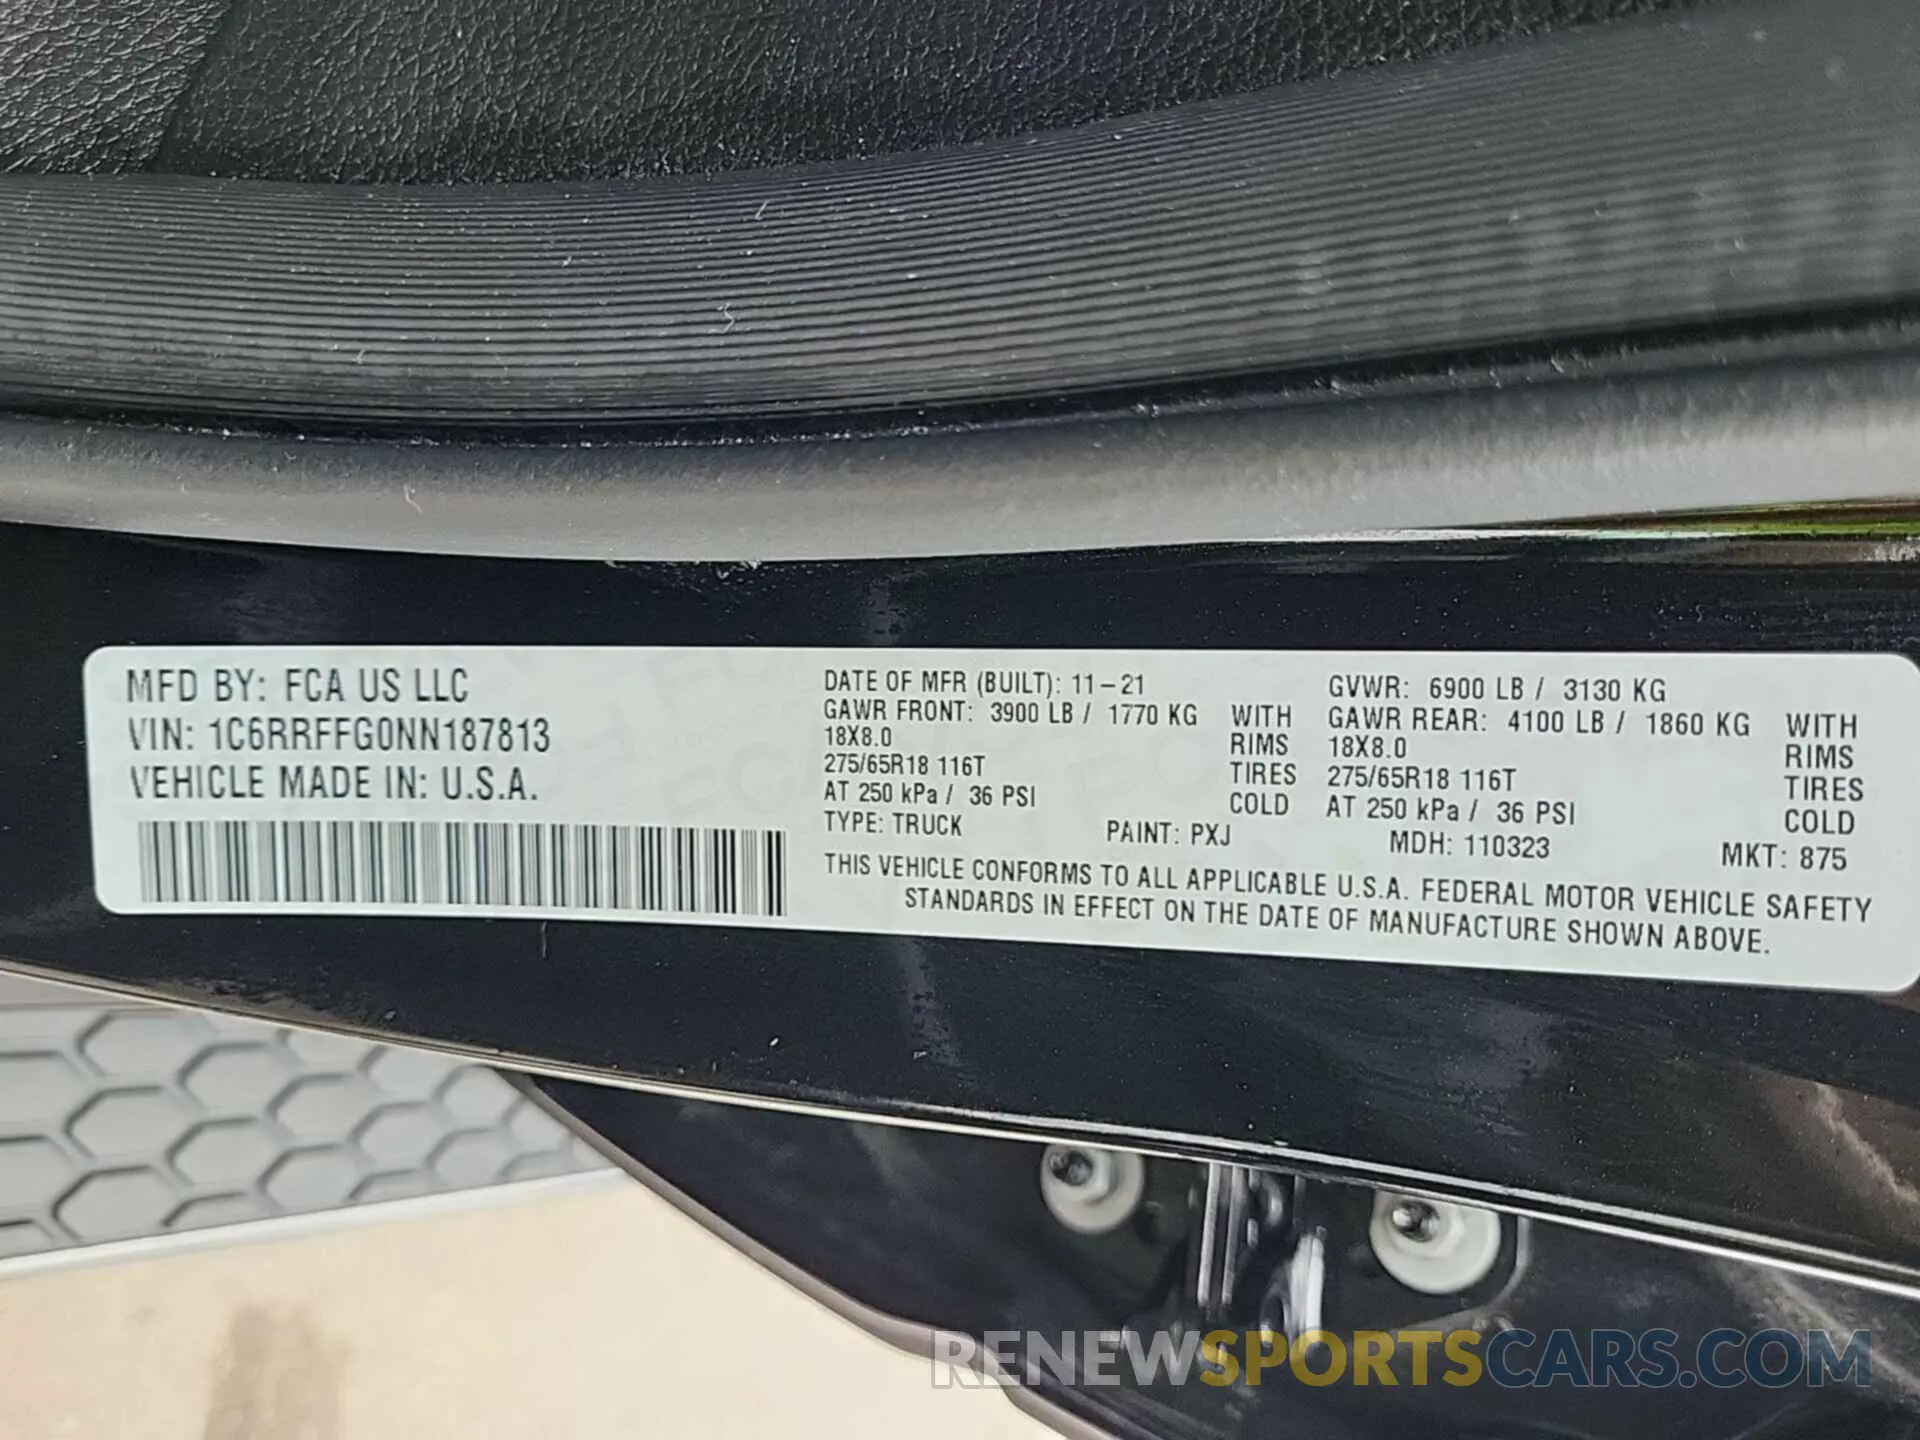 MFD BY: FCA US LLC
VIN: 1C6RRFFG0NN187813
VEHICLE MADE IN: U.S.A.
DATE OF MFR (BUILT): 11-21
GAWR FRONT: 3900 LB / 1770 KG WITH
18X8.0 RIMS
275/65R18 116T TIRES
AT 250 kPa / 36 PSI COLD
GVWR: 6900 LB / 3130 KG
GAWR REAR: 4100 LB / 1860 KG WITH
18X8.0 RIMS
275/65R18 116T TIRES
AT 250 kPa / 36 PSI COLD
TYPE: TRUCK PAINT: PXJ MDH: 110323 MKT: 875
THIS VEHICLE CONFORMS TO ALL APPLICABLE U.S.A. FEDERAL MOTOR VEHICLE SAFETY
STANDARDS IN EFFECT ON THE DATE OF MANUFACTURE SHOWN ABOVE.
RENEWSPORTSCARS.COM